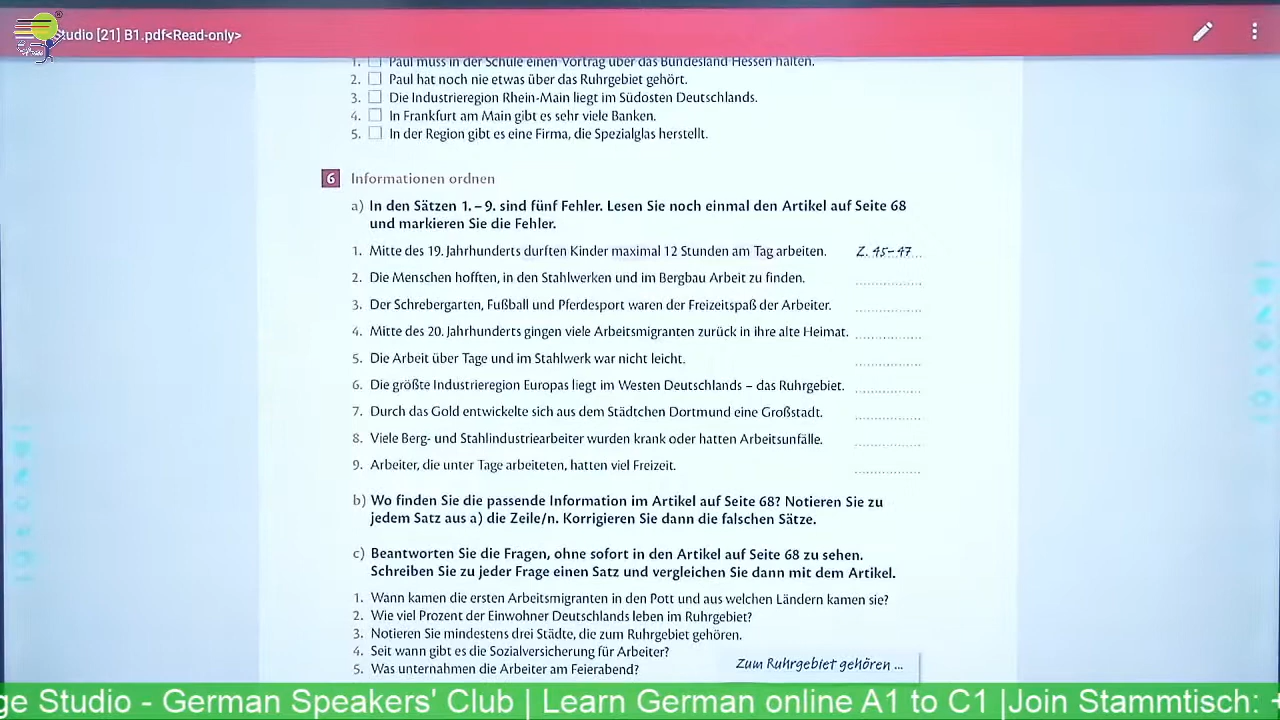 tudio [21] B1.pdf<Read-only>
1. Paul muss in der Schule einen Vortrag über das Bundesland Hessen halten.
2. Paul hat noch nie etwas über das Ruhrgebiet gehört.
3. Die Industrieregion Rhein-Main liegt im Südosten Deutschlands.
4. In Frankfurt am Main gibt es sehr viele Banken.
5. In der Region gibt es eine Firma, die Spezialglas herstellt.
6 Informationen ordnen
a) In den Sätzen 1.–9. sind fünf Fehler. Lesen Sie noch einmal den Artikel auf Seite 68
und markieren Sie die Fehler.
1. Mitte des 19. Jahrhunderts durften Kinder maximal 12 Stunden am Tag arbeiten. Z. 45–47
2. Die Menschen hofften, in den Stahlwerken und im Bergbau Arbeit zu finden.
3. Der Schrebergarten, Fußball und Pferdesport waren der Freizeitspaß der Arbeiter.
4. Mitte des 20. Jahrhunderts gingen viele Arbeitsmigranten zurück in ihre alte Heimat.
5. Die Arbeit über Tage und im Stahlwerk war nicht leicht.
6. Die größte Industrieregion Europas liegt im Westen Deutschlands – das Ruhrgebiet.
7. Durch das Gold entwickelte sich aus dem Städtchen Dortmund eine Großstadt.
8. Viele Berg- und Stahlindustriearbeiter wurden krank oder hatten Arbeitsunfälle.
9. Arbeiter, die unter Tage arbeiteten, hatten viel Freizeit.
b) Wo finden Sie die passende Information im Artikel auf Seite 68? Notieren Sie zu
jedem Satz aus a) die Zeile/n. Korrigieren Sie dann die falschen Sätze.
c) Beantworten Sie die Fragen, ohne sofort in den Artikel auf Seite 68 zu sehen.
Schreiben Sie zu jeder Frage einen Satz und vergleichen Sie dann mit dem Artikel.
1. Wann kamen die ersten Arbeitsmigranten in den Pott und aus welchen Ländern kamen sie?
2. Wie viel Prozent der Einwohner Deutschlands leben im Ruhrgebiet?
3. Notieren Sie mindestens drei Städte, die zum Ruhrgebiet gehören.
4. Seit wann gibt es die Sozialversicherung für Arbeiter?
5. Was unternahmen die Arbeiter am Feierabend?
Zum Ruhrgebiet gehören ...
ge Studio - German Speakers' Club | Learn German online A1 to C1 |Join Stammtisch: +